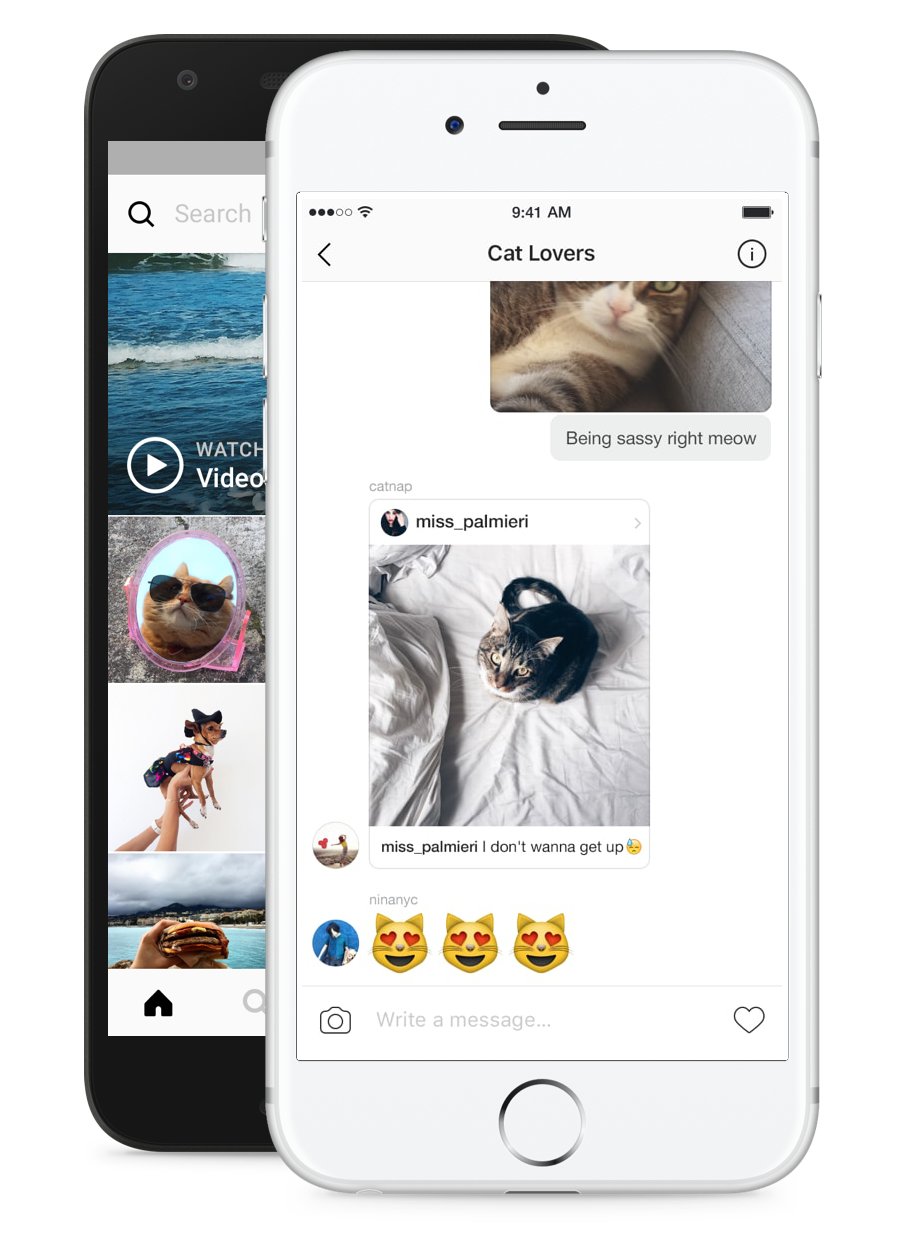 Search
WATCH
Video
9:41 AM
Cat Lovers
Being sassy right meow
catnap
miss_palmieri
miss_palmieri I don't wanna get up
ninanyc
Write a message...